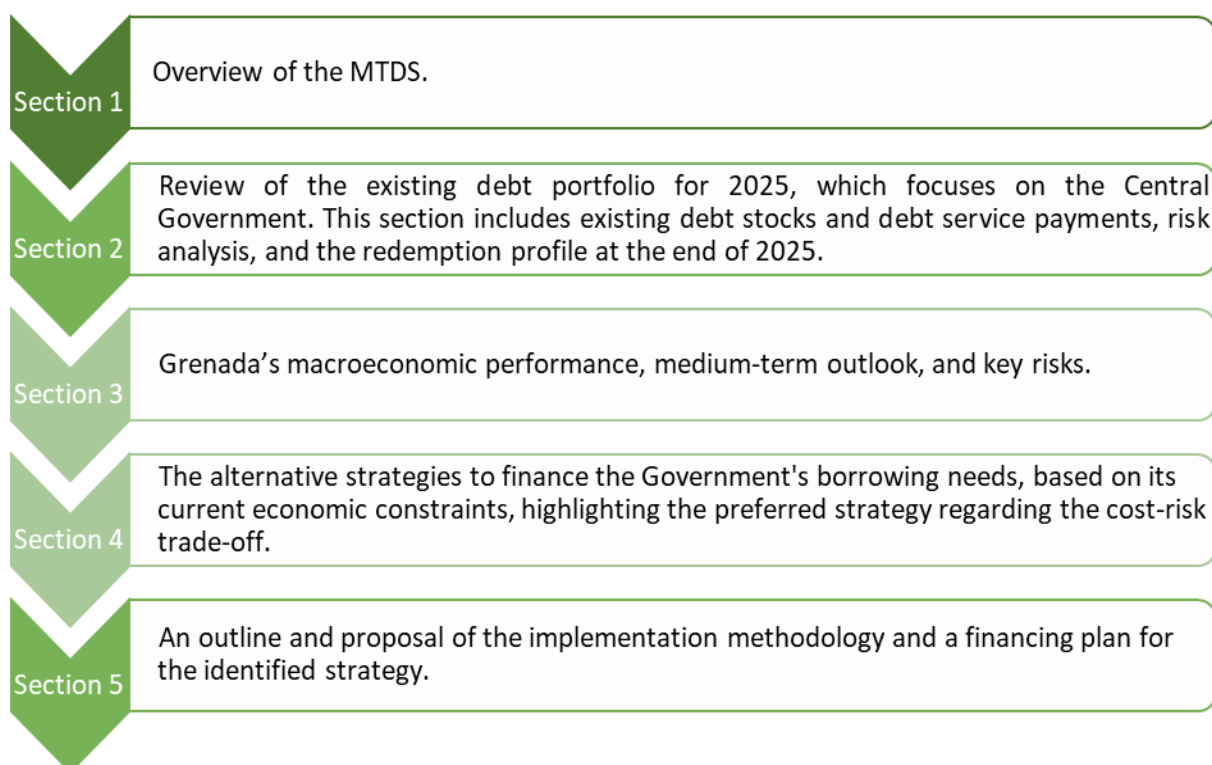 Section 1
Overview of the MTDS.
Section 2
Review of the existing debt portfolio for 2025, which focuses on the Central
Government. This section includes existing debt stocks and debt service payments, risk
analysis, and the redemption profile at the end of 2025.
Section 3
Grenada’s macroeconomic performance, medium-term outlook, and key risks.
Section 4
The alternative strategies to finance the Government's borrowing needs, based on its
current economic constraints, highlighting the preferred strategy regarding the cost-risk
trade-off.
Section 5
An outline and proposal of the implementation methodology and a financing plan for
the identified strategy.